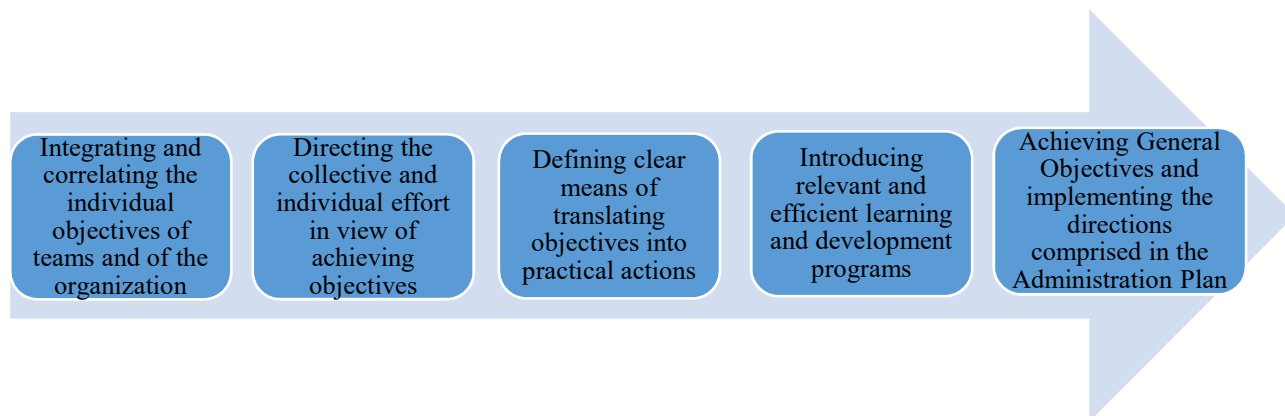 Integrating and
correlating the
individual
objectives of
teams and of the
organization
Directing the
collective and
individual effort
in view of
achieving
objectives
Defining clear
means of
translating
objectives into
practical actions
Introducing
relevant and
efficient learning
and development
programs
Achieving General
Objectives and
implementing the
directions
comprised in the
Administration Plan